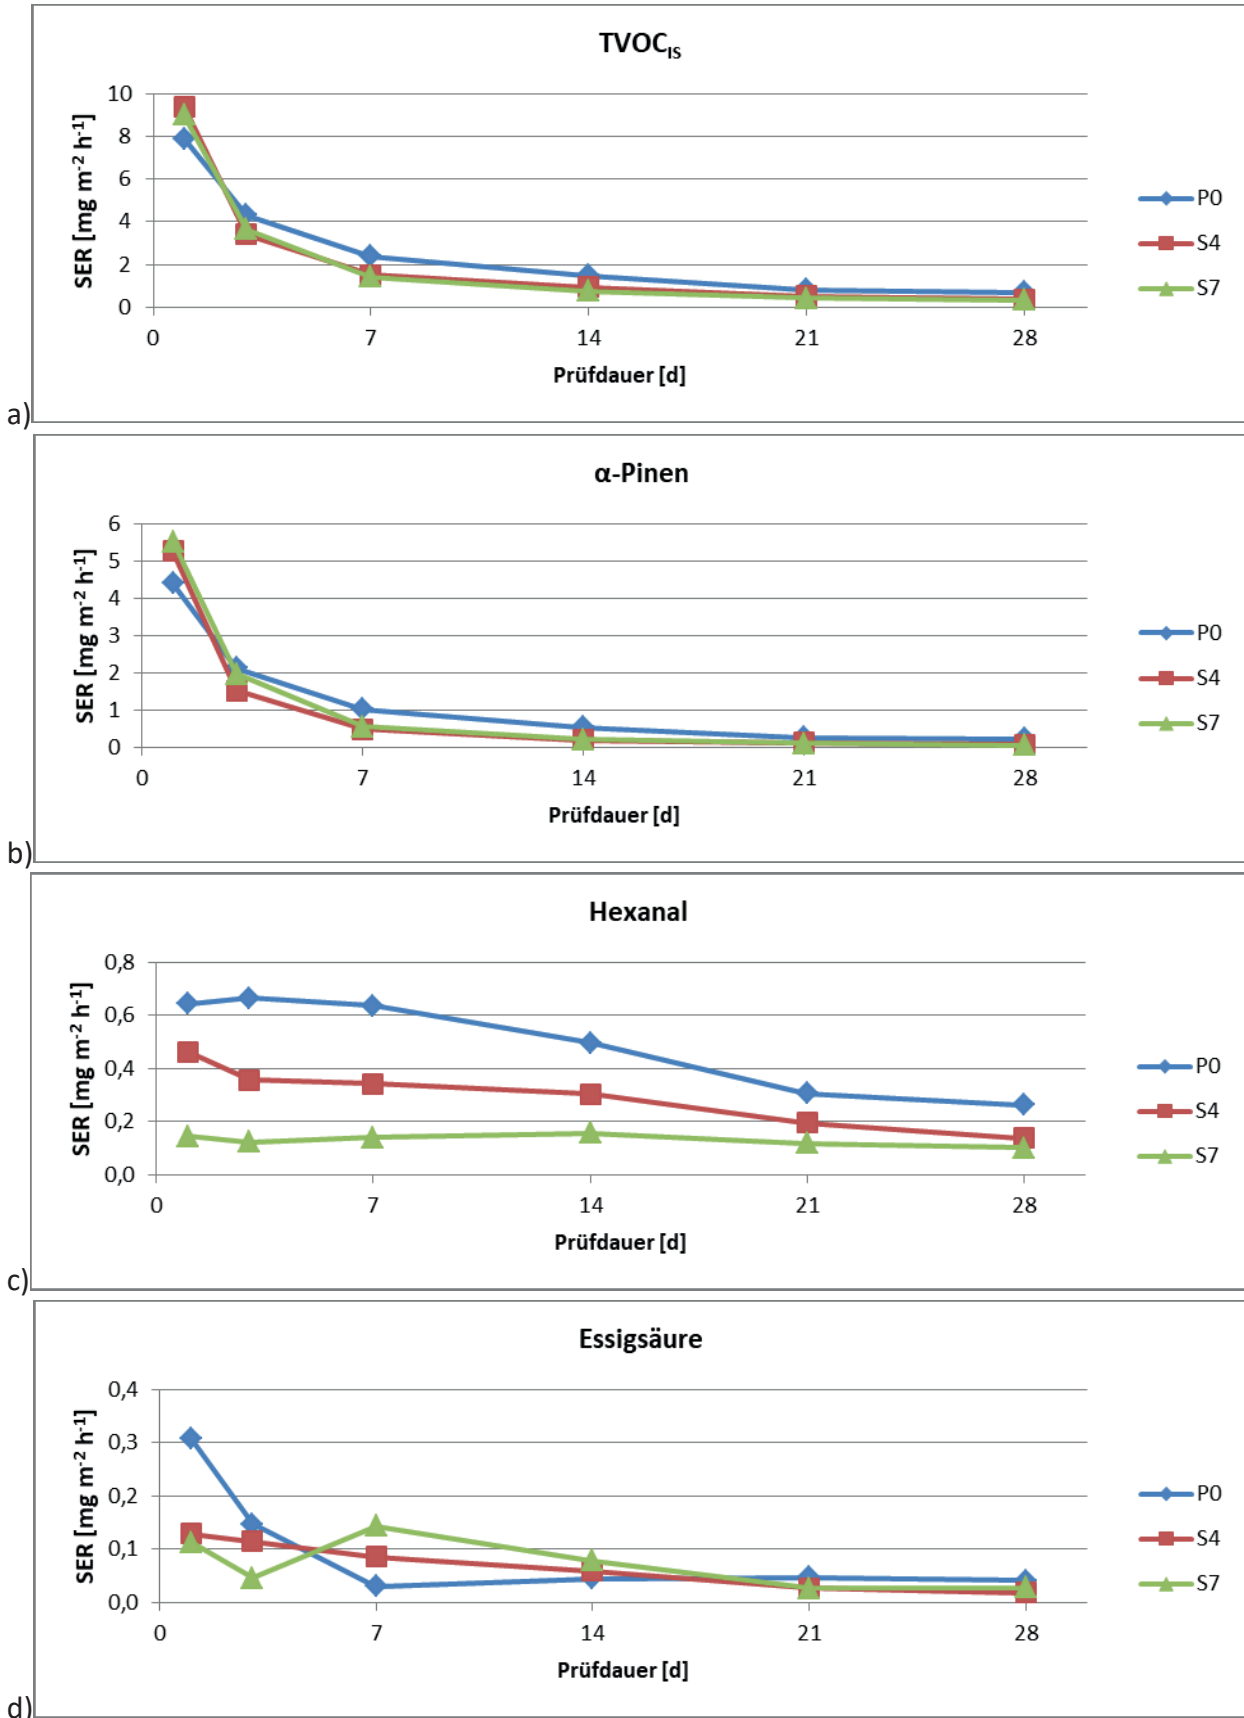 TVOC_IS
SER [mg m⁻² h⁻¹]
10
8
6
4
2
0
0 7 14 21 28
Prüfdauer [d]
P0
S4
S7
a)
α-Pinen
SER [mg m⁻² h⁻¹]
6
5
4
3
2
1
0
0 7 14 21 28
Prüfdauer [d]
P0
S4
S7
b)
Hexanal
SER [mg m⁻² h⁻¹]
0,8
0,6
0,4
0,2
0,0
0 7 14 21 28
Prüfdauer [d]
P0
S4
S7
c)
Essigsäure
SER [mg m⁻² h⁻¹]
0,4
0,3
0,2
0,1
0,0
0 7 14 21 28
Prüfdauer [d]
P0
S4
S7
d)